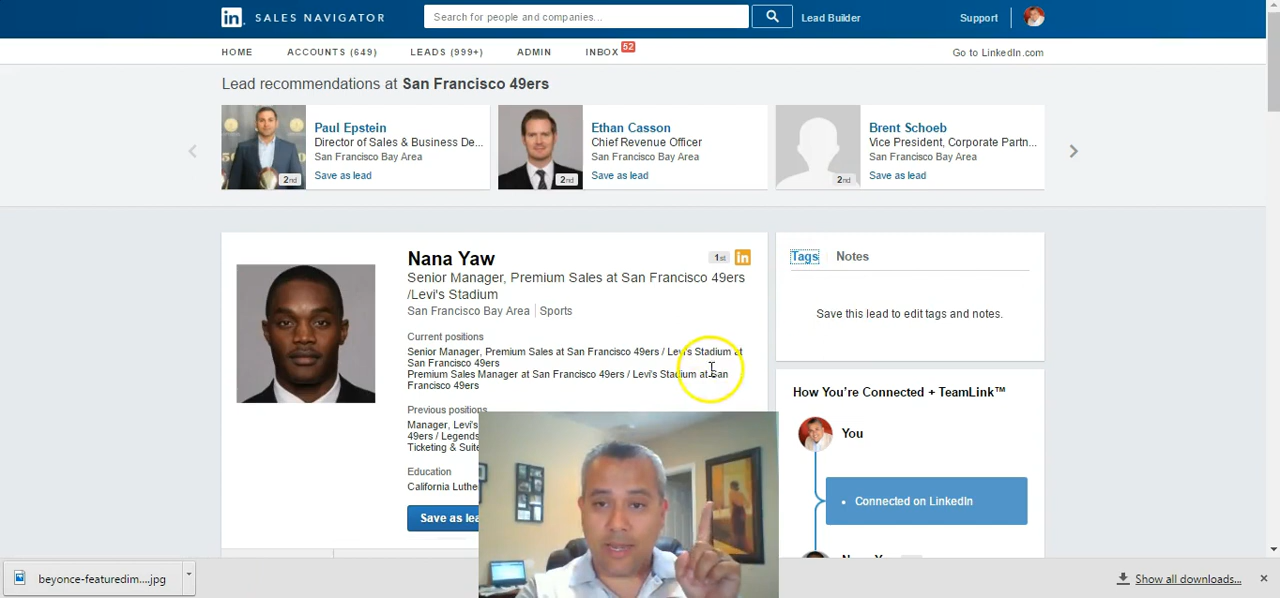 in SALES NAVIGATOR
Search for people and companies...
Lead Builder
Support
HOME
ACCOUNTS (649)
LEADS (999+)
ADMIN
INBOX 52
Go to LinkedIn.com
Lead recommendations at San Francisco 49ers
Paul Epstein
Director of Sales & Business De...
San Francisco Bay Area
Save as lead
2nd
Ethan Casson
Chief Revenue Officer
San Francisco Bay Area
Save as lead
2nd
Brent Schoeb
Vice President, Corporate Partn...
San Francisco Bay Area
Save as lead
2nd
Nana Yaw
1st in
Senior Manager, Premium Sales at San Francisco 49ers
/Levi's Stadium
San Francisco Bay Area | Sports
Current positions
Senior Manager, Premium Sales at San Francisco 49ers / Levi's Stadium at
San Francisco 49ers
Premium Sales Manager at San Francisco 49ers / Levi's Stadium at San
Francisco 49ers
Previous positions
Manager, Levi's
49ers / Legends
Ticketing & Suite
Education
California Luthe
Save as lea
Tags
Notes
Save this lead to edit tags and notes.
How You're Connected + TeamLink™
You
• Connected on LinkedIn
beyonce-featuredim....jpg
Show all downloads...